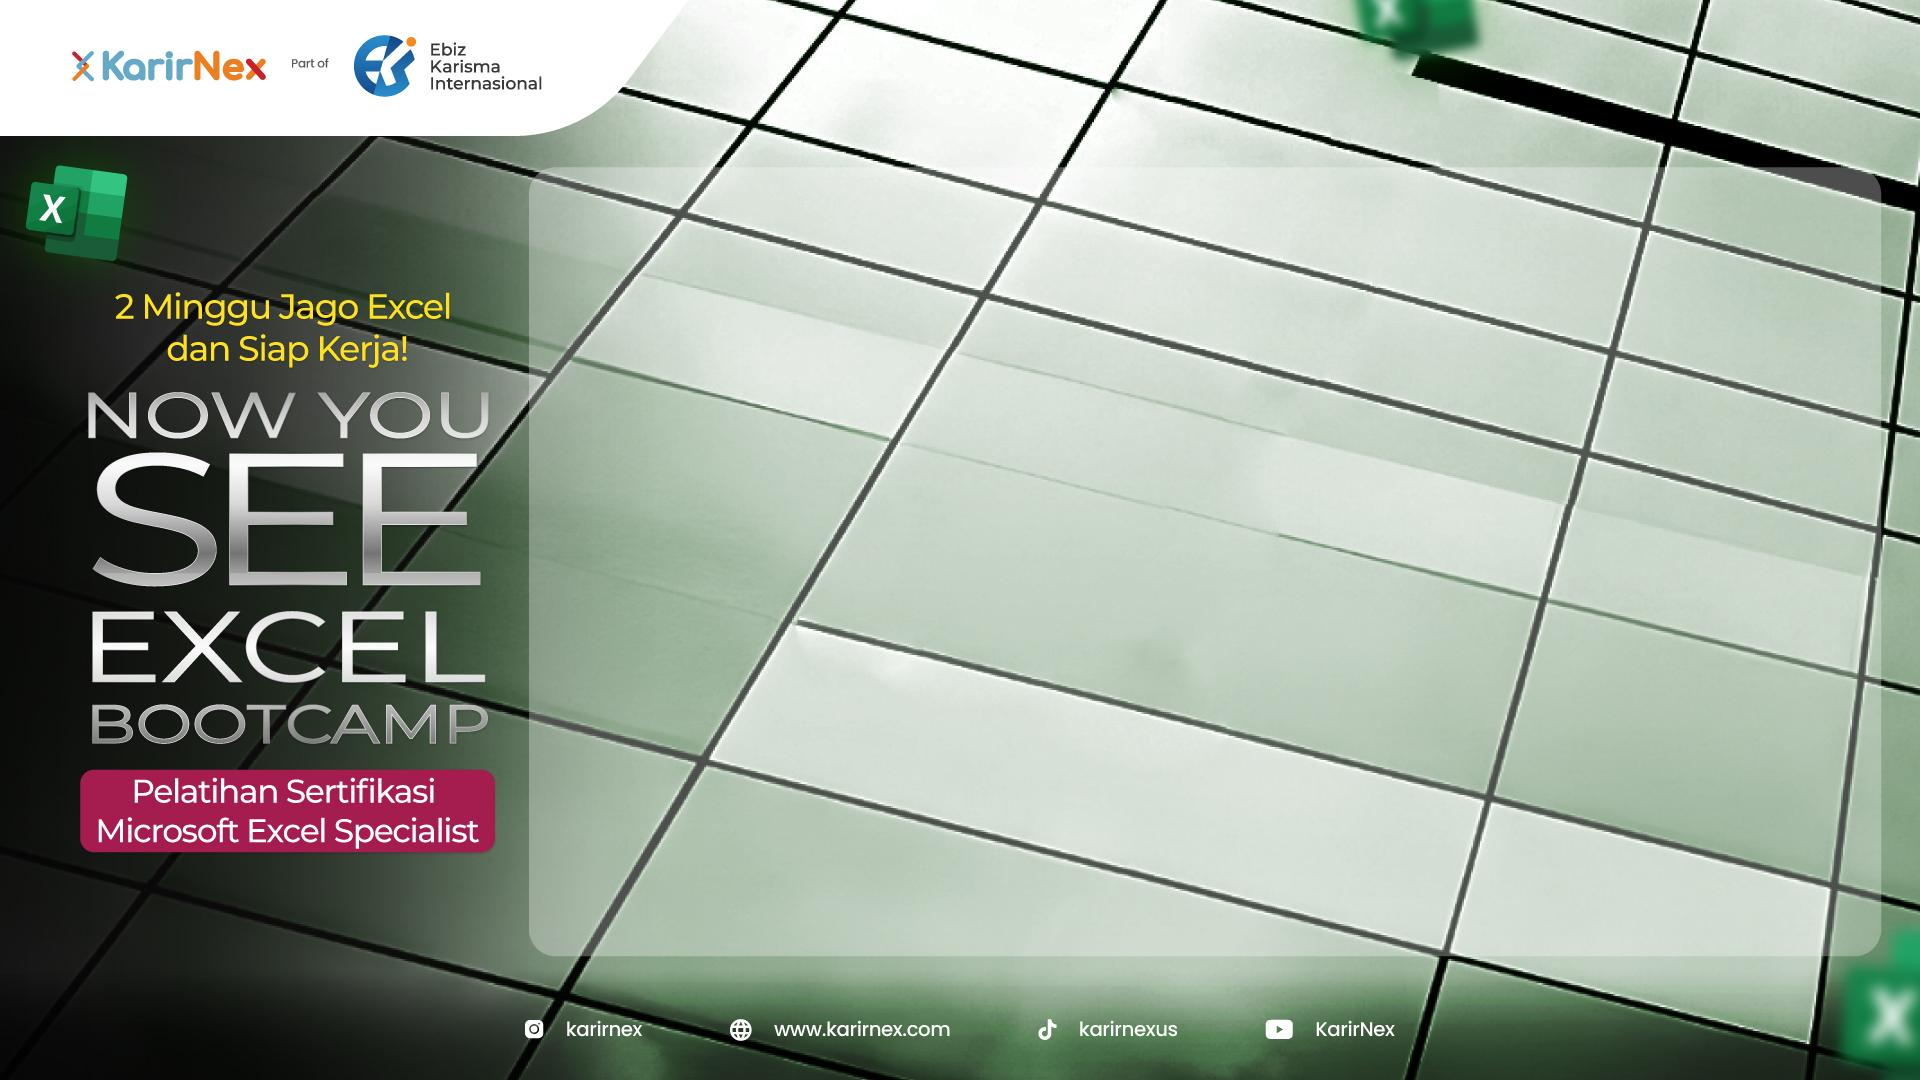 KarirNex
Part of
Ebiz
Karisma
Internasional
2 Minggu Jago Excel
dan Siap Kerja!
NOW YOU
SEE
EXCEL
BOOTCAMP
Pelatihan Sertifikasi
Microsoft Excel Specialist
karirnex
www.karirnex.com
karirnexus
KarirNex